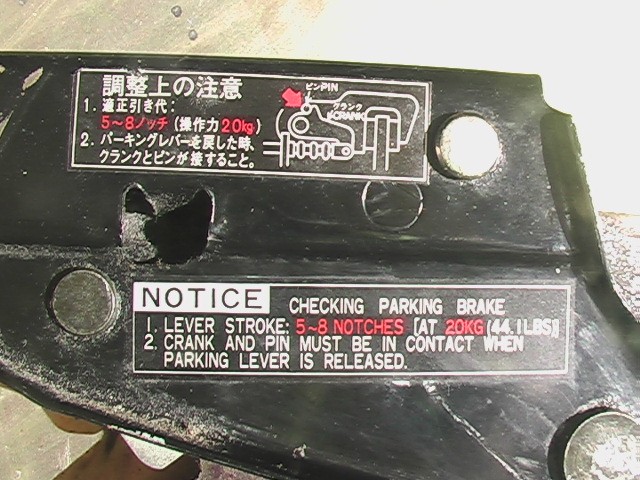 調整上の注意
1. 適正引き代:
5~8ノッチ(操作力20kg)
2. パーキングレバーを戻した時、
クランクとピンが接すること。
ピンPIN
クランク
CRANK
NOTICE CHECKING PARKING BRAKE
1. LEVER STROKE: 5~8 NOTCHES [AT 20KG (44.1LBS)]
2. CRANK AND PIN MUST BE IN CONTACT WHEN
PARKING LEVER IS RELEASED.